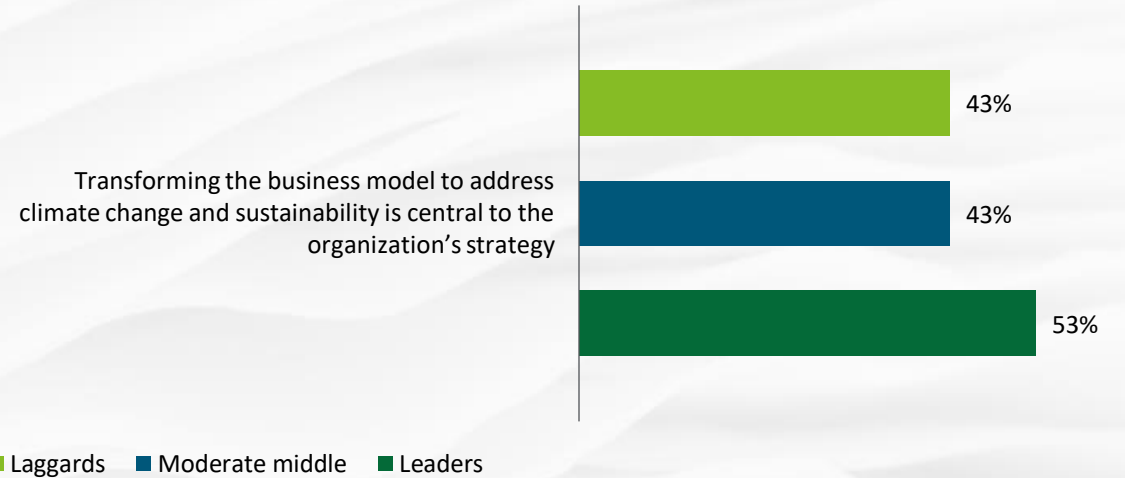 43%
Transforming the business model to address
climate change and sustainability is central to the
organization's strategy
43%
53%
Laggards Moderate middle Leaders